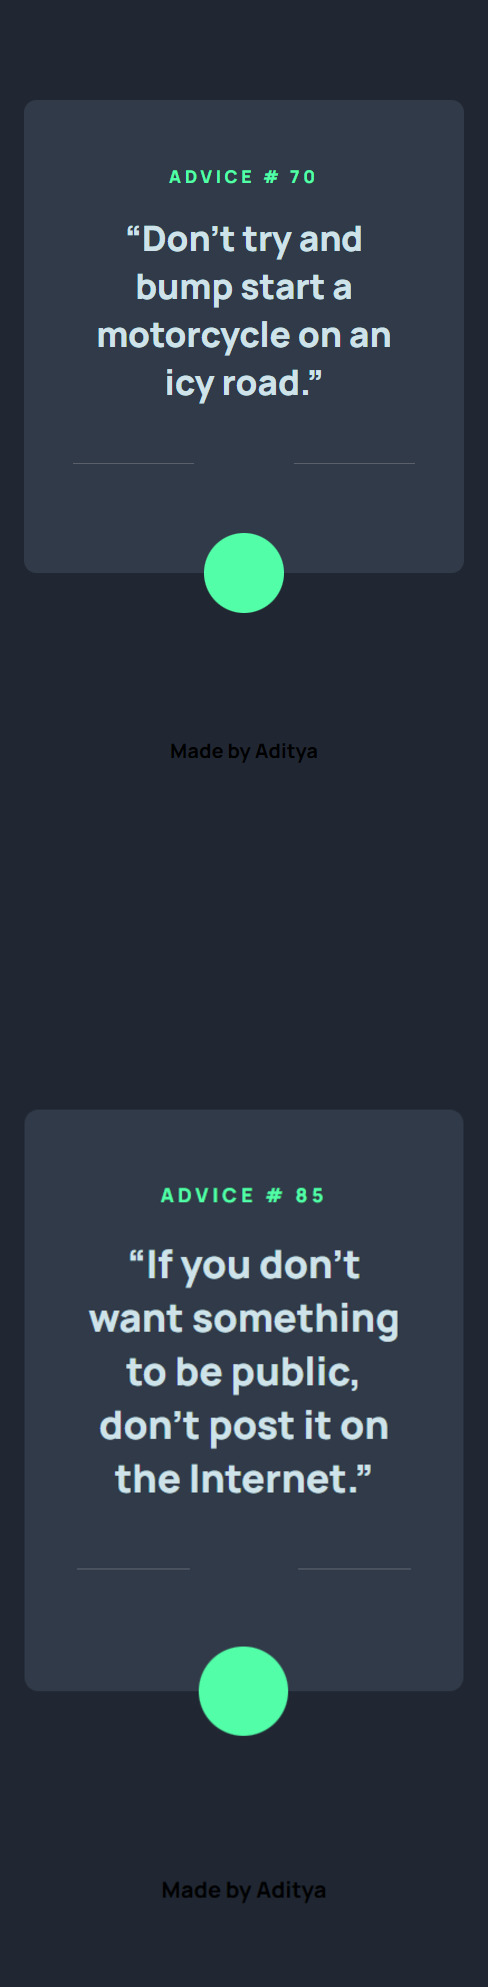 ADVICE # 70
“Don’t try and
bump start a
motorcycle on an
icy road.”
Made by Aditya
ADVICE # 85
“If you don’t
want something
to be public,
don’t post it on
the Internet.”
Made by Aditya